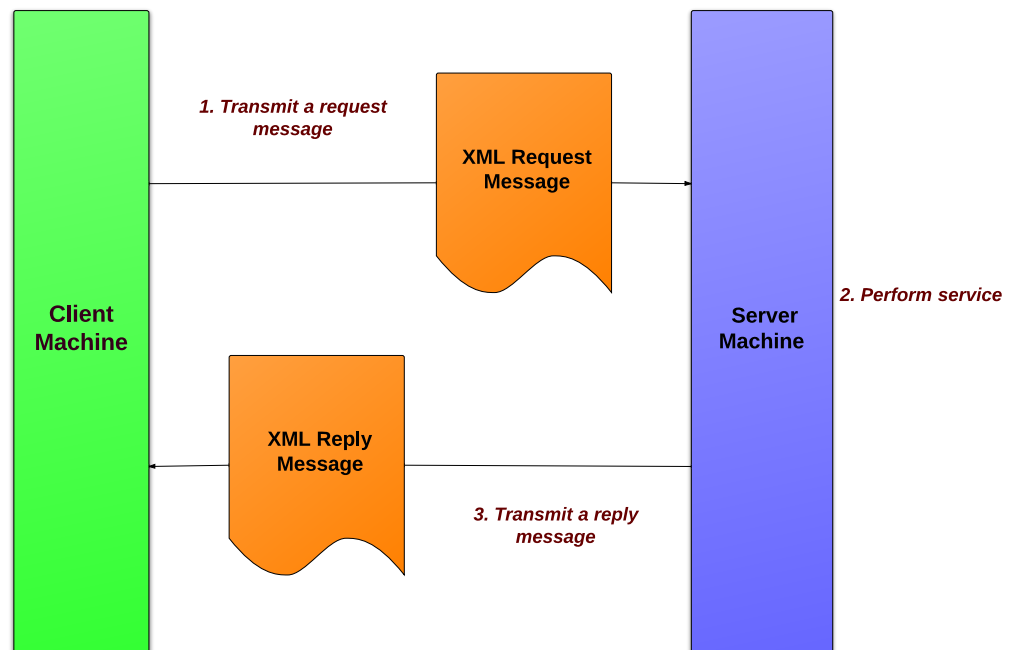 1. Transmit a request
message
XML Request
Message
2. Perform service
Client
Machine
Server
Machine
XML Reply
Message
3. Transmit a reply
message